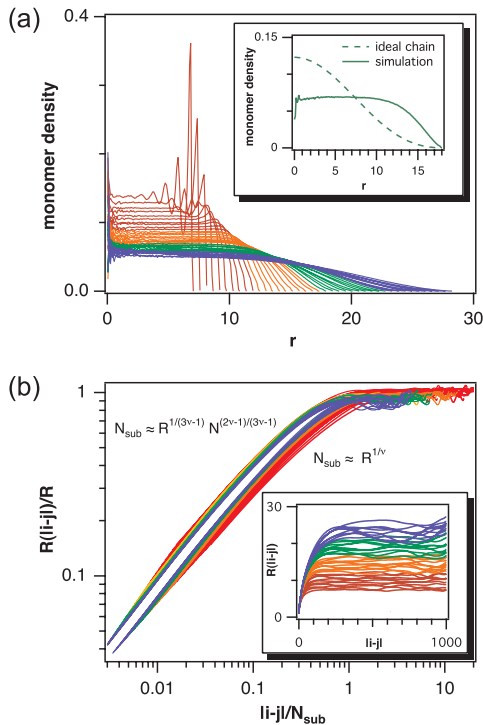 (a)
0.4
monomer density
0.0
0
10
20
30
r
0.15
ideal chain
simulation
monomer density
0
0
5
10
15
r
(b)
1
R(|i-j|)/R
0.1
N_sub ≈ R^1/(3ν-1) N^(2ν-1)/(3ν-1)
N_sub ≈ R^1/ν
30
R(|i-j|)
0
0
|i-j|
1000
0.01
0.1
1
10
|i-j|/N_sub